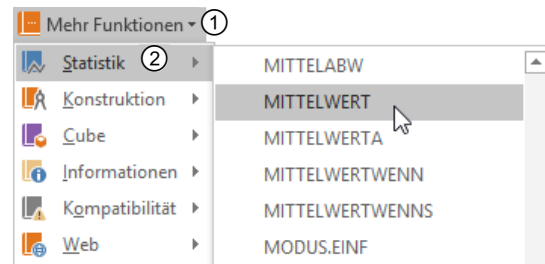 Mehr Funktionen 1
Statistik 2
MITTELABW
Konstruktion
MITTELWERT
Cube
MITTELWERTA
Informationen
MITTELWERTWENN
Kompatibilität
MITTELWERTWENNS
Web
MODUS.EINF